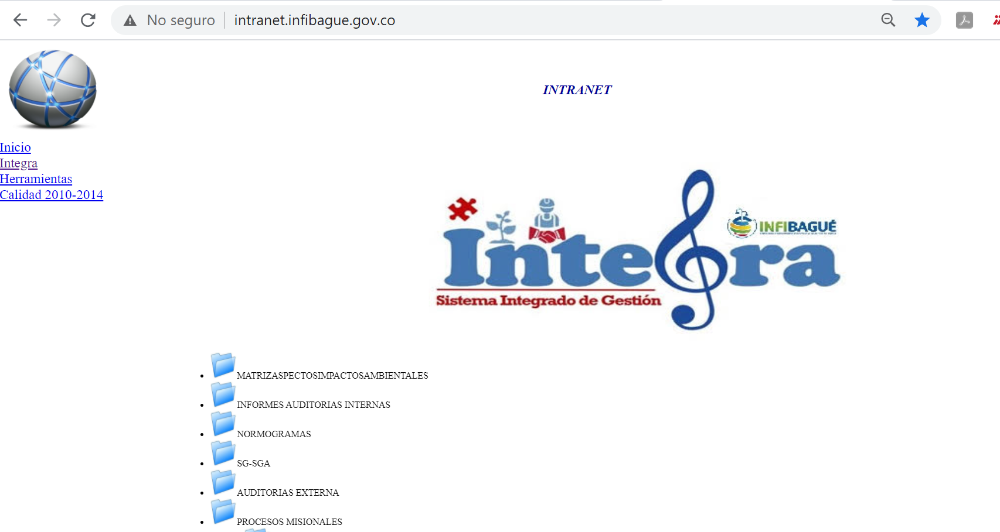 No seguro
intranet.infibague.gov.co
INTRANET
Inicio
Integra
Herramientas
Calidad 2010-2014
INFIBAGUÉ
Integra
Sistema Integrado de Gestión
MATRIZASPECTOSIMPACTOSAMBIENTALES
INFORMES AUDITORIAS INTERNAS
NORMOGRAMAS
SG-SGA
AUDITORIAS EXTERNA
PROCESOS MISIONALES